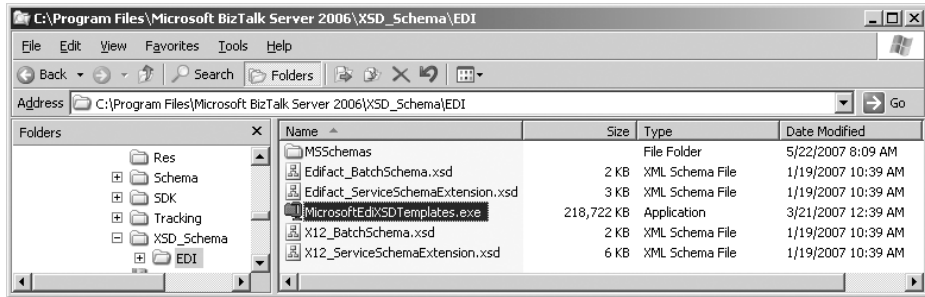 C:\Program Files\Microsoft BizTalk Server 2006\XSD_Schema\EDI
File Edit View Favorites Tools Help
Back Search Folders
Address C:\Program Files\Microsoft BizTalk Server 2006\XSD_Schema\EDI Go
Folders Name Size Type Date Modified
Res MSSchemas File Folder 5/22/2007 8:09 AM
Schema Edifact_BatchSchema.xsd 2 KB XML Schema File 1/19/2007 10:39 AM
SDK Edifact_ServiceSchemaExtension.xsd 3 KB XML Schema File 1/19/2007 10:39 AM
Tracking MicrosoftEdiXSDTemplates.exe 218,722 KB Application 3/21/2007 12:39 AM
XSD_Schema X12_BatchSchema.xsd 2 KB XML Schema File 1/19/2007 10:39 AM
EDI X12_ServiceSchemaExtension.xsd 6 KB XML Schema File 1/19/2007 10:39 AM